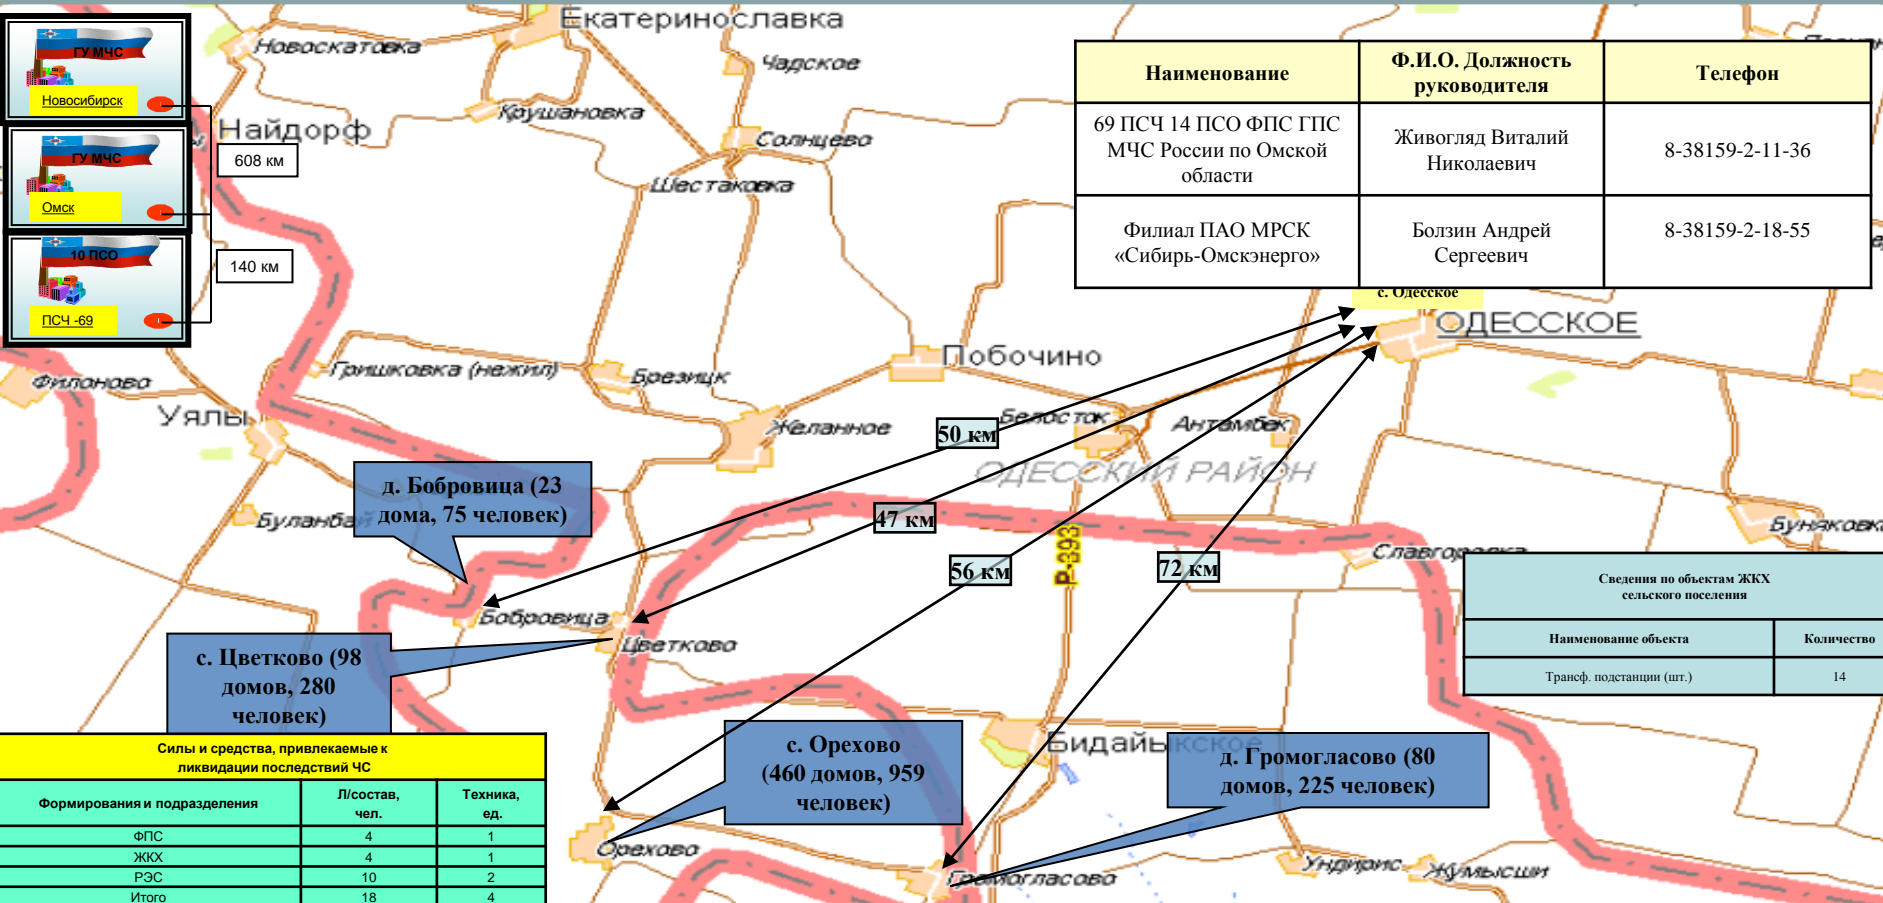 Екатеринославка
ГУ МЧС
Новосибирск
Новоскатовка
Чадское
Крушановка
Найдорф
608 км
Солнцево
Шестаковка
ГУ МЧС
Омск
10 ПСО
140 км
ПСЧ -69
Наименование
Ф.И.О. Должность
руководителя
Телефон
69 ПСЧ 14 ПСО ФПС ГПС
МЧС России по Омской
области
Живогляд Виталий
Николаевич
8-38159-2-11-36
Филиал ПАО МРСК
«Сибирь-Омскэнерго»
Болзин Андрей
Сергеевич
8-38159-2-18-55
с. Одесское
ОДЕССКОЕ
Побочино
Гришковка (нежил)
Брезицк
Филоново
Уялы
Желанное
50 км
Белосток
Антамбек
ОДЕССКИЙ РАЙОН
д. Бобровица (23
дома, 75 человек)
Буланбай
47 км
Р-393
Буняковка
Славгородка
56 км
72 км
Сведения по объектам ЖКХ
сельского поселения
Наименование объекта
Количество
Трансф. подстанции (шт.)
14
Бобровица
Цветково
с. Цветково (98
домов, 280
человек)
с. Орехово
(460 домов, 959
человек)
Бидайыкское
д. Громогласово (80
домов, 225 человек)
Силы и средства, привлекаемые к
ликвидации последствий ЧС
Формирования и подразделения
Л/состав,
чел.
Техника,
ед.
ФПС
4
1
ЖКХ
4
1
РЭС
10
2
Итого
18
4
Орехово
Громогласово
Ундирис
Жумысши